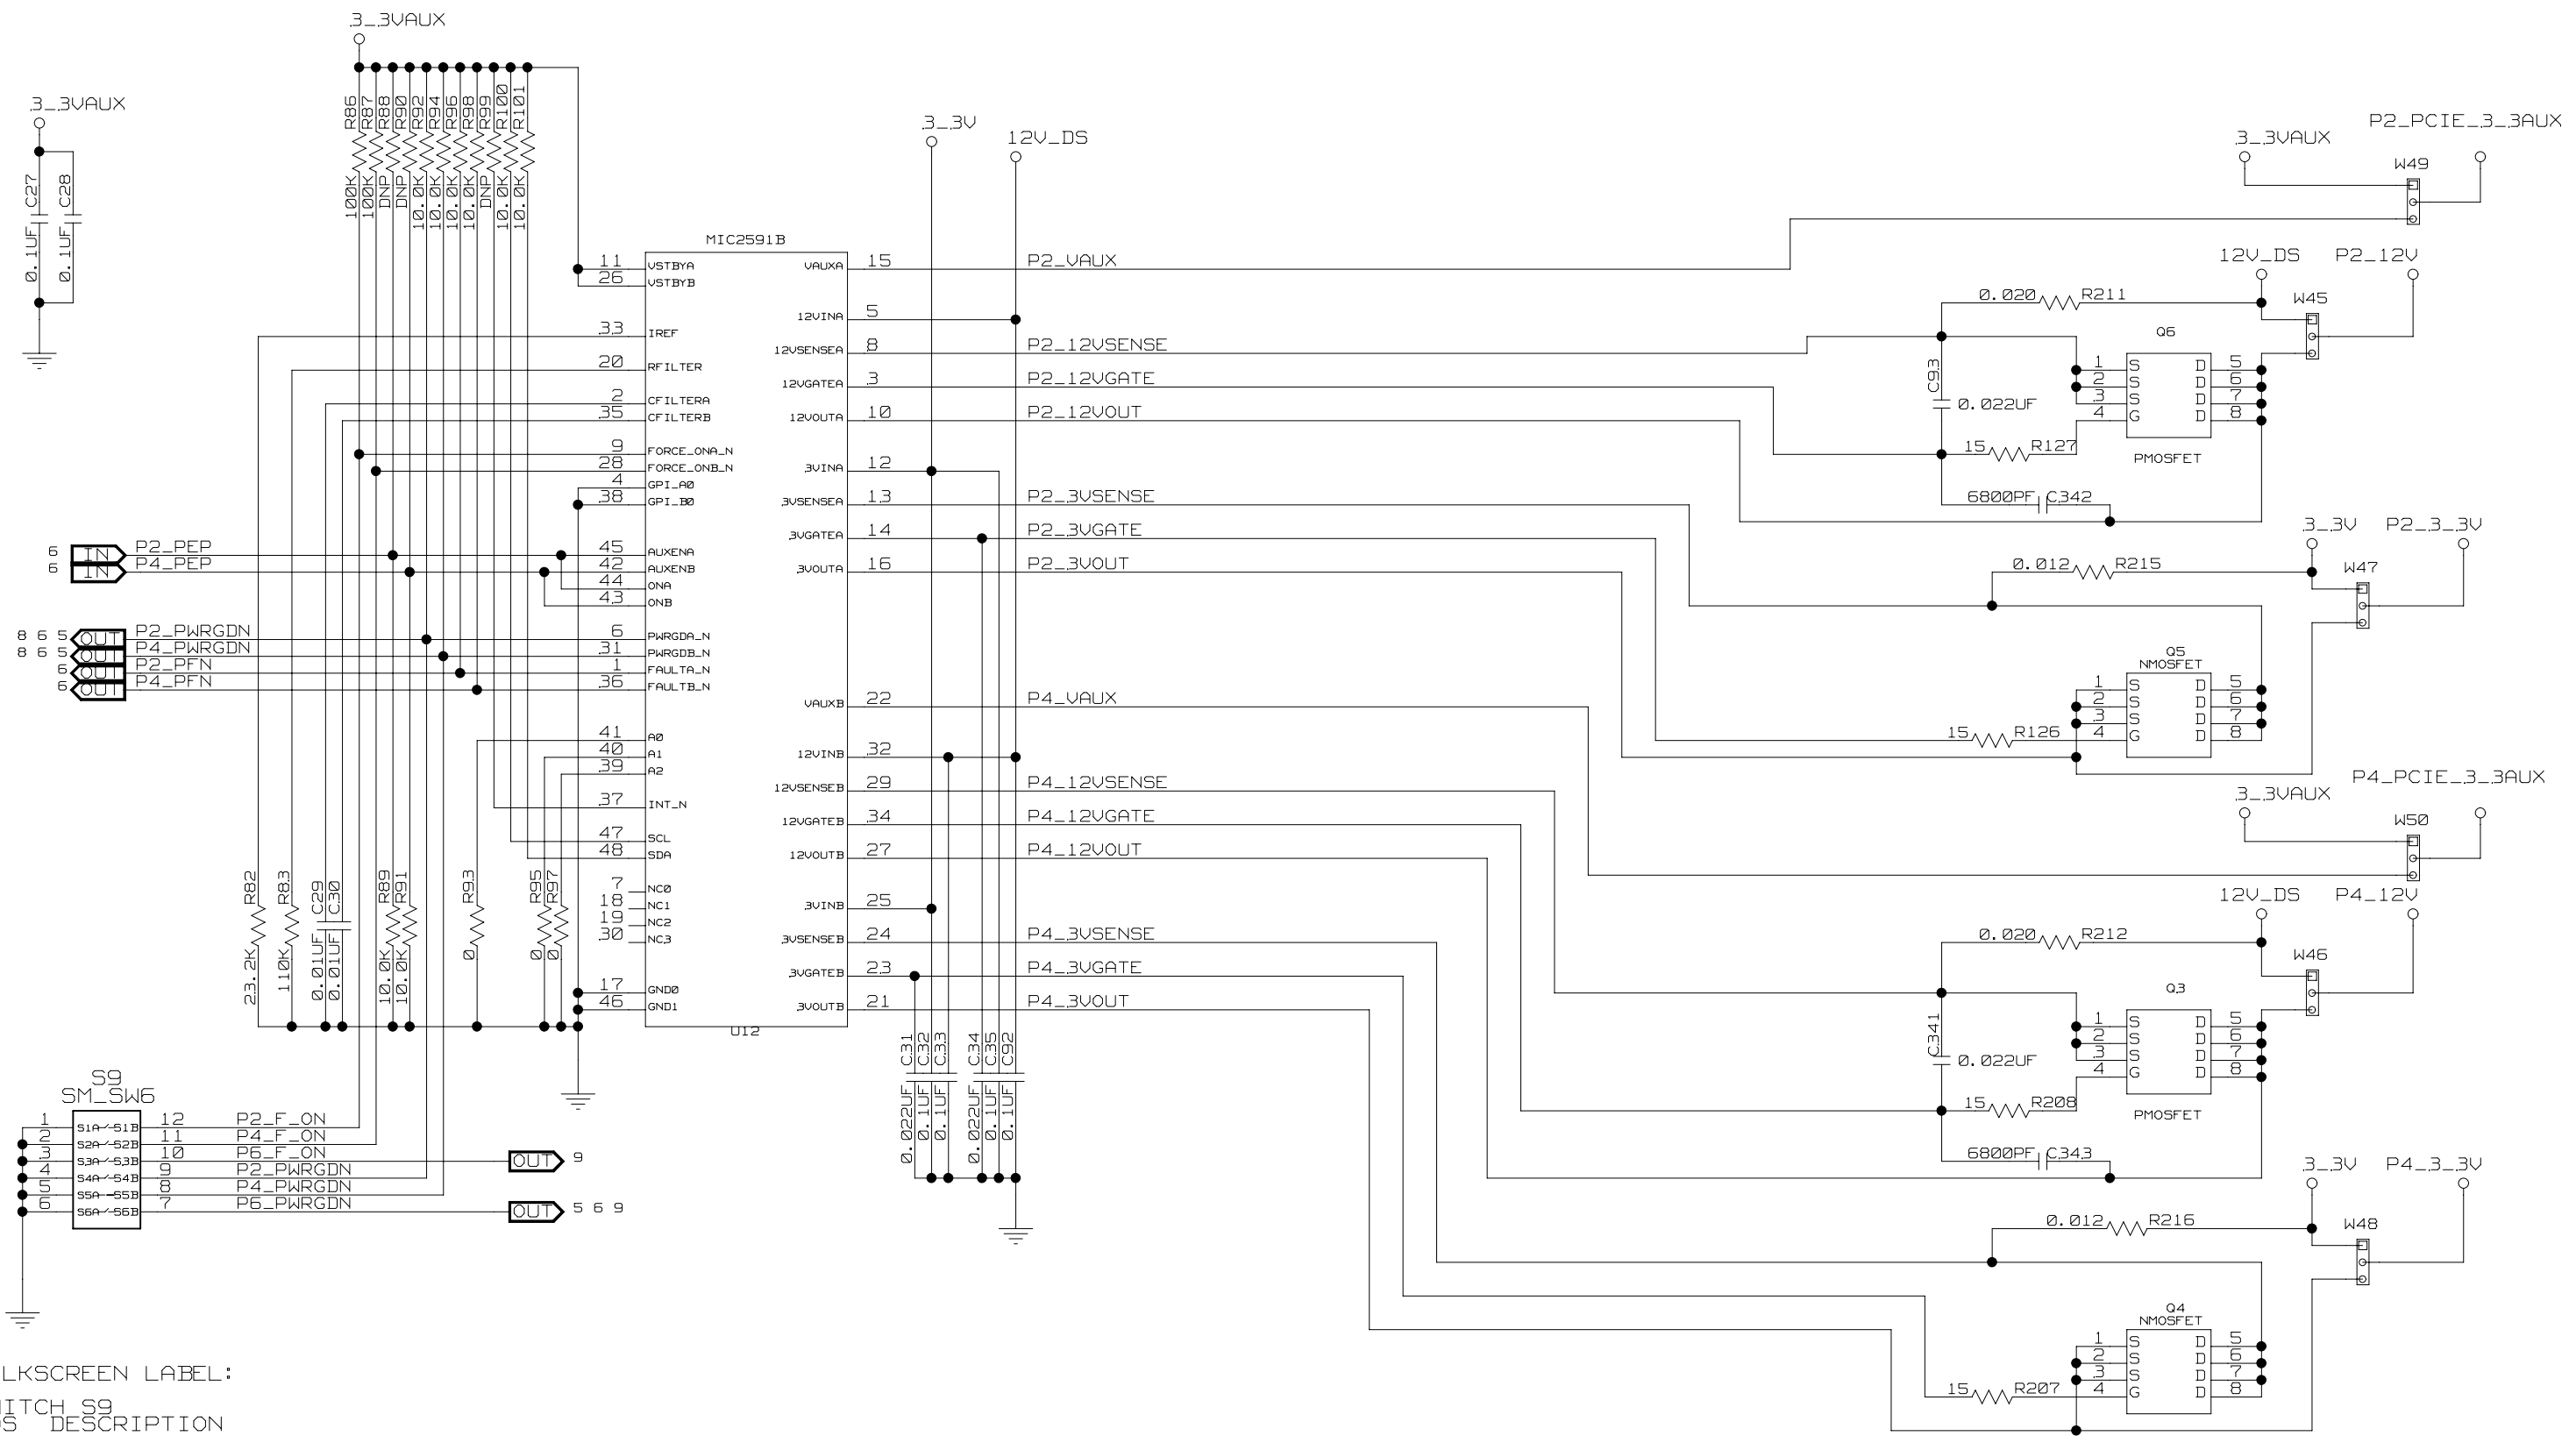 3_3VAUX
3_3VAUX
C27
0.1UF
C28
0.1UF
R86
100K
R87
100K
R88
DNP
R90
DNP
R92
10.0K
R94
10.0K
R96
10.0K
R98
10.0K
R99
DNP
R100
10.0K
R101
10.0K
3_3V
12V_DS
MIC2591B
11 VSTBYA
26 VSTBYB
33 IREF
20 RFILTER
2 CFILTERA
35 CFILTERB
9 FORCE_ONA_N
28 FORCE_ONB_N
4 GPI_A0
38 GPI_B0
6 IN P2_PEP
6 IN P4_PEP
45 AUXENA
42 AUXENB
44 ONA
43 ONB
8 6 5 OUT P2_PWRGDN
8 6 5 OUT P4_PWRGDN
6 OUT P2_PFN
6 OUT P4_PFN
6 PWRGDA_N
31 PWRGDB_N
1 FAULTA_N
36 FAULTB_N
41 A0
40 A1
39 A2
37 INT_N
47 SCL
48 SDA
7 NC0
18 NC1
19 NC2
30 NC3
17 GND0
46 GND1
U12
VAUXA 15 P2_VAUX
12VINA 5
12VSENSEA 8 P2_12VSENSE
12VGATEA 3 P2_12VGATE
12VOUTA 10 P2_12VOUT
3VINA 12
3VSENSEA 13 P2_3VSENSE
3VGATEA 14 P2_3VGATE
3VOUTA 16 P2_3VOUT
VAUXB 22 P4_VAUX
12VINB 32
12VSENSEB 29 P4_12VSENSE
12VGATEB 34 P4_12VGATE
12VOUTB 27 P4_12VOUT
3VINB 25
3VSENSEB 24 P4_3VSENSE
3VGATEB 23 P4_3VGATE
3VOUTB 21 P4_3VOUT
R82
23.2K
R83
110K
C29
0.01UF
C30
0.01UF
R89
10.0K
R91
10.0K
R93
0
R95
0
R97
0
C31
0.022UF
C32
0.1UF
C33
0.1UF
C34
0.022UF
C35
0.1UF
C92
0.1UF
S9
SM_SW6
1 S1A/-S1B 12 P2_F_ON
2 S2A/-S2B 11 P4_F_ON
3 S3A/-S3B 10 P6_F_ON OUT 9
4 S4A/-S4B 9 P2_PWRGDN
5 S5A--S5B 8 P4_PWRGDN
6 S6A/-S6B 7 P6_PWRGDN OUT 5 6 9
LKSCREEN LABEL:
ITCH S9
S DESCRIPTION
P2_PCIE_3_3AUX
3_3VAUX
W49
12V_DS
P2_12V
W45
0.020 R211
Q6
C93
0.022UF
1 S D 5
2 S D 6
3 S D 7
4 G D 8
15 R127
PMOSFET
6800PF C342
3_3V
P2_3_3V
W47
0.012 R215
Q5
NMOSFET
1 S D 5
2 S D 6
3 S D 7
4 G D 8
15 R126
P4_PCIE_3_3AUX
3_3VAUX
W50
12V_DS
P4_12V
W46
0.020 R212
Q3
C341
0.022UF
1 S D 5
2 S D 6
3 S D 7
4 G D 8
15 R208
PMOSFET
6800PF C343
3_3V
P4_3_3V
W48
0.012 R216
Q4
NMOSFET
1 S D 5
2 S D 6
3 S D 7
4 G D 8
15 R207